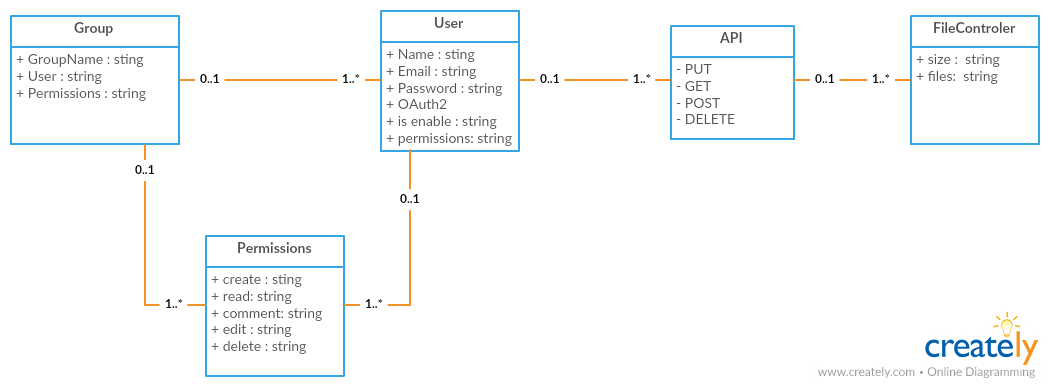 Group
+ GroupName : sting
+ User : string
+ Permissions : string
0..1
1..*
User
+ Name : sting
+ Email : string
+ Password : string
+ OAuth2
+ is enable : string
+ permissions: string
0..1
1..*
API
- PUT
- GET
- POST
- DELETE
0..1
1..*
FileControler
+ size :  string
+ files:  string
0..1
0..1
1..*
1..*
Permissions
+ create : sting
+ read: string
+ comment: string
+ edit : string
+ delete : string
creately
www.creately.com • Online Diagramming